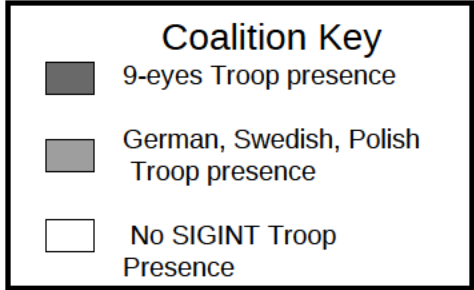 Coalition Key
9-eyes Troop presence
German, Swedish, Polish
Troop presence
No SIGINT Troop
Presence